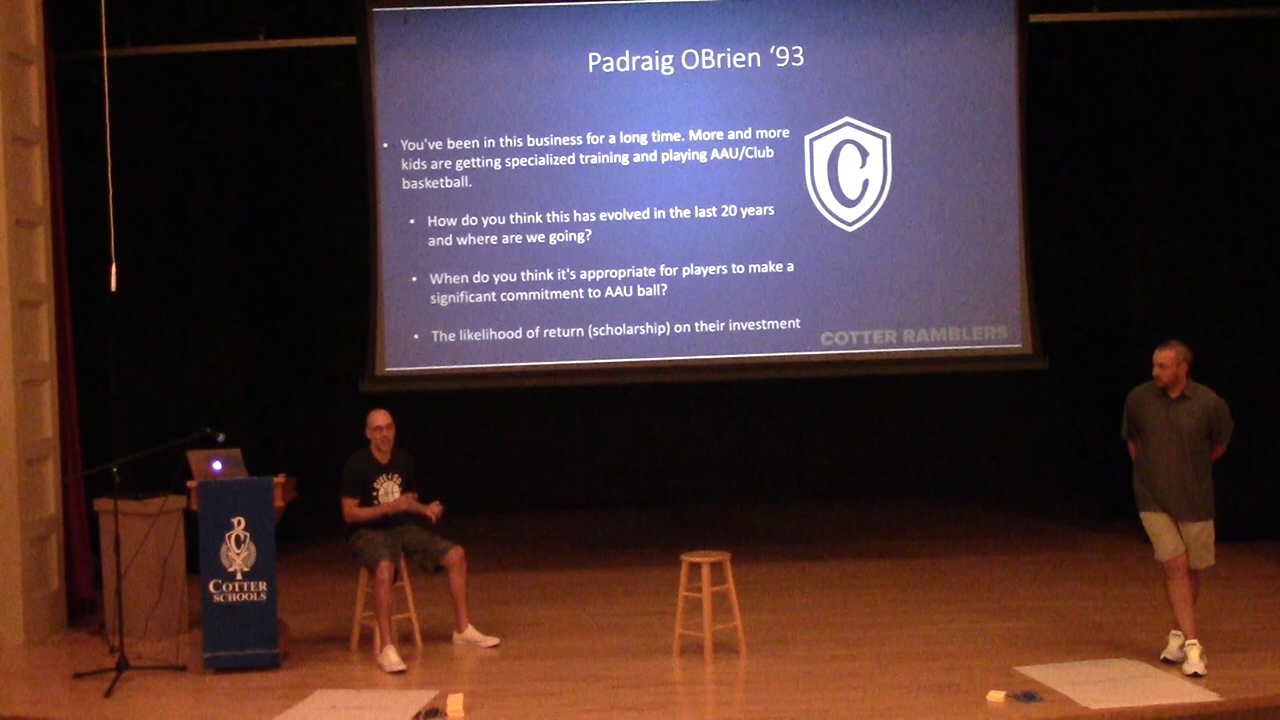 Padraig OBrien ‘93
• You've been in this business for a long time. More and more
kids are getting specialized training and playing AAU/Club
basketball.
• How do you think this has evolved in the last 20 years
and where are we going?
• When do you think it's appropriate for players to make a
significant commitment to AAU ball?
• The likelihood of return (scholarship) on their investment
C
COTTER RAMBLERS
COTTER
SCHOOLS